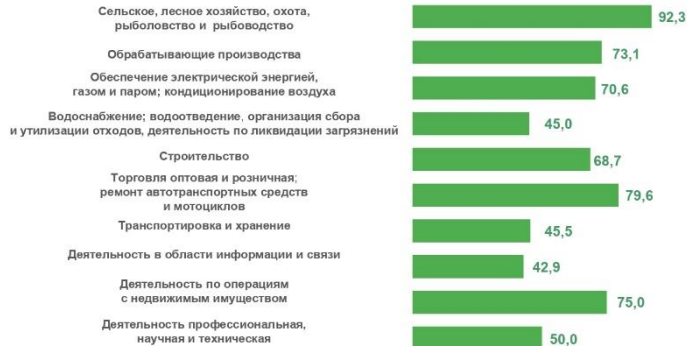 Сельское, лесное хозяйство, охота,
рыболовство и рыбоводство
92,3
Обрабатывающие производства
73,1
Обеспечение электрической энергией,
газом и паром; кондиционирование воздуха
70,6
Водоснабжение; водоотведение, организация сбора
и утилизации отходов, деятельность по ликвидации загрязнений
45,0
Строительство
68,7
Торговля оптовая и розничная;
ремонт автотранспортных средств
и мотоциклов
79,6
Транспортировка и хранение
45,5
Деятельность в области информации и связи
42,9
Деятельность по операциям
с недвижимым имуществом
75,0
Деятельность профессиональная,
научная и техническая
50,0